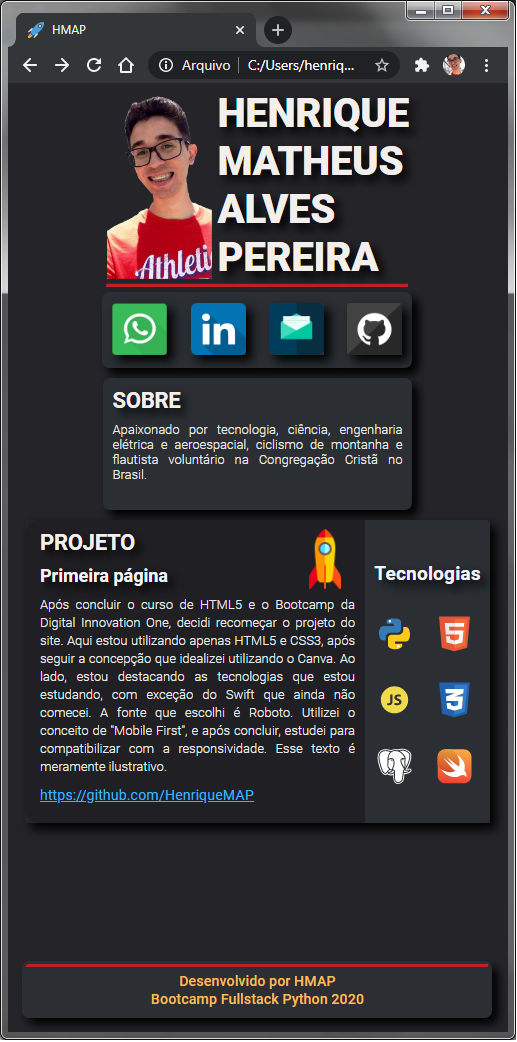 HMAP
Arquivo
C:/Users/henriq...
HENRIQUE
MATHEUS
ALVES
PEREIRA
Athleti
in
SOBRE
Apaixonado por tecnologia, ciência, engenharia
elétrica e aeroespacial, ciclismo de montanha e
flautista voluntário na Congregação Cristã no
Brasil.
PROJETO
Primeira página
Após concluir o curso de HTML5 e o Bootcamp da
Digital Innovation One, decidi recomeçar o projeto do
site. Aqui estou utilizando apenas HTML5 e CSS3, após
seguir a concepção que idealizei utilizando o Canva. Ao
lado, estou destacando as tecnologias que estou
estudando, com exceção do Swift que ainda não
comecei. A fonte que escolhi é Roboto. Utilizei o
conceito de "Mobile First", e após concluir, estudei para
compatibilizar com a responsividade. Esse texto é
meramente ilustrativo.
https://github.com/HenriqueMAP
Tecnologias
5
JS
3
Desenvolvido por HMAP
Bootcamp Fullstack Python 2020